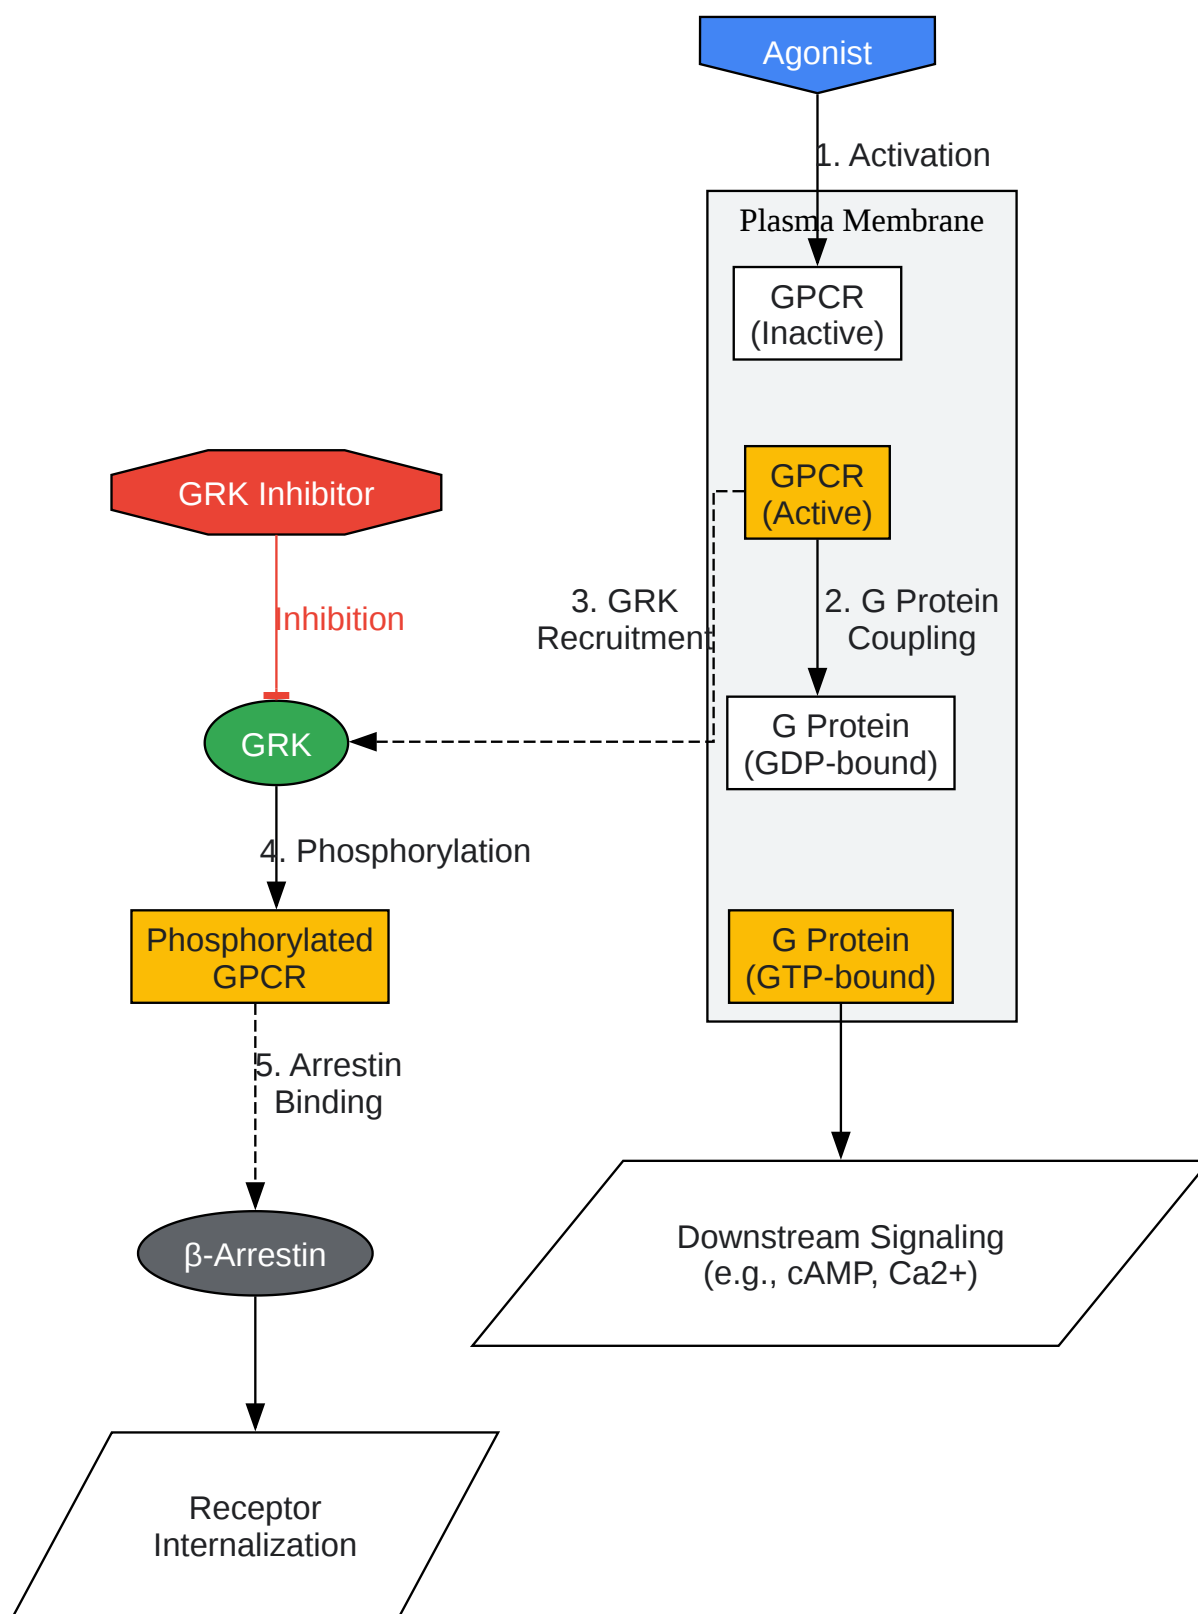 Agonist
1. Activation
Plasma Membrane
GPCR
(Inactive)
GPCR
(Active)
GRK Inhibitor
3. GRK
Recruitment
2. G Protein
Coupling
Inhibition
G Protein
(GDP-bound)
GRK
4. Phosphorylation
Phosphorylated
GPCR
G Protein
(GTP-bound)
5. Arrestin
Binding
β-Arrestin
Downstream Signaling
(e.g., cAMP, Ca2+)
Receptor
Internalization